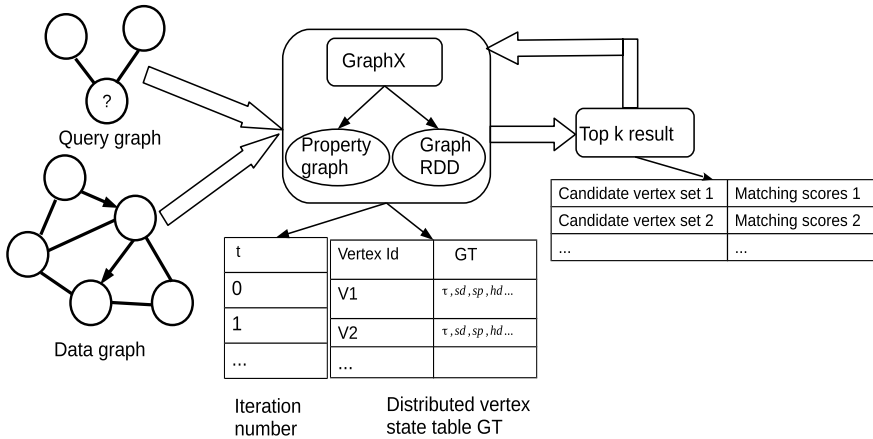 ?
Query graph
Data graph
GraphX
Property
graph
Graph
RDD
Top k result
Candidate vertex set 1 Matching scores 1
Candidate vertex set 2 Matching scores 2
... ...
t
0
1
...
Iteration
number
Vertex Id GT
V1 τ , sd , sp , hd ...
V2 τ , sd , sp , hd ...
...
Distributed vertex
state table GT